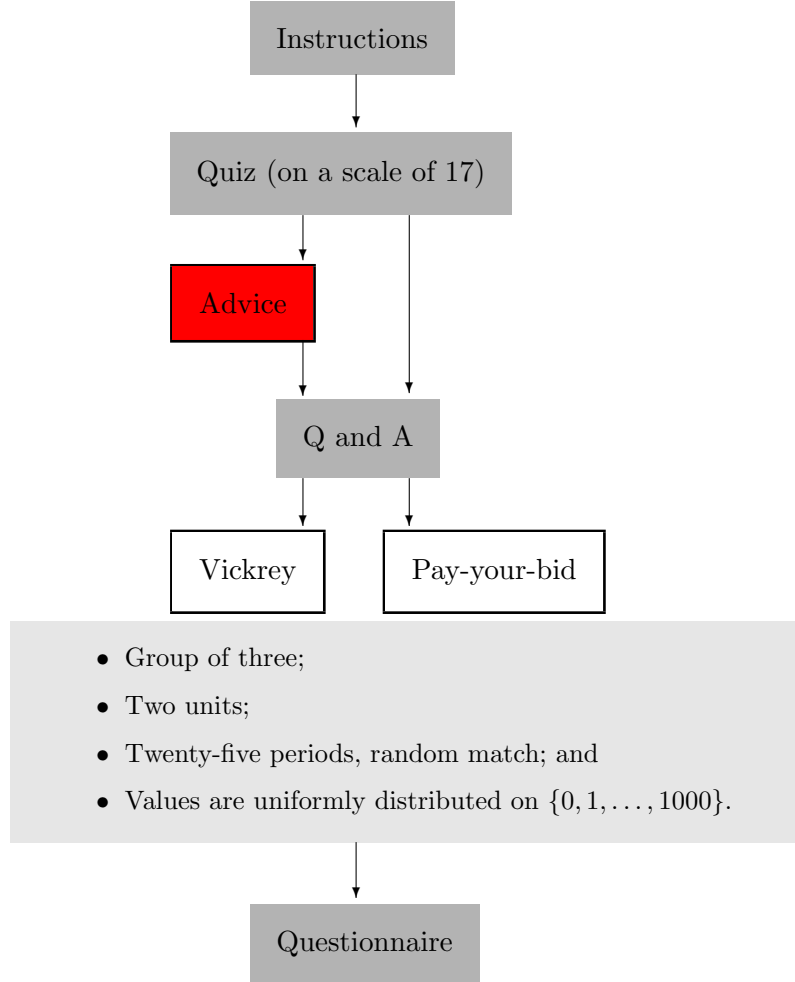 Instructions
Quiz (on a scale of 17)
Advice
Q and A
Vickrey
Pay-your-bid
• Group of three;
• Two units;
• Twenty-five periods, random match; and
• Values are uniformly distributed on {0, 1, . . . , 1000}.
Questionnaire